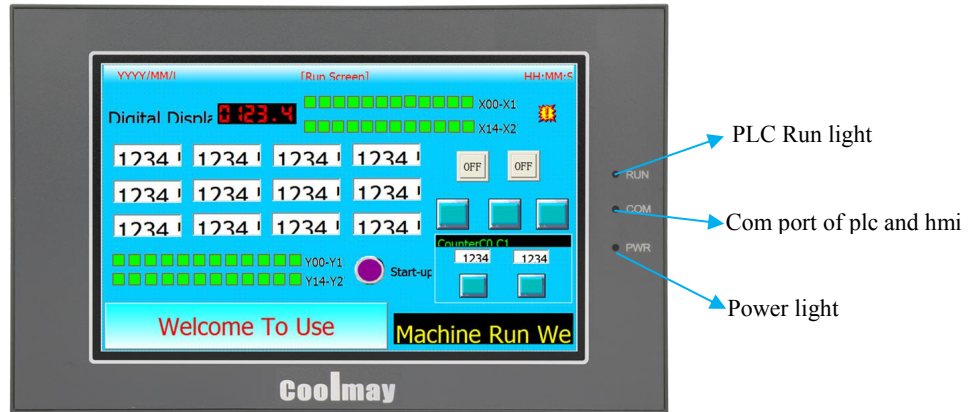 YYYY/MM/I [Run Screen] HH:MM:S
Digital Displa 0123.4 X00-X1
X14-X2
1234 1234 1234 1234
OFF OFF
1234 1234 1234 1234
1234 1234 1234 1234
CounterC0 C1
1234 1234
Y00-Y1
Y14-Y2
Start-up
Welcome To Use
Machine Run We
Coolmay
RUN
COM
PWR
PLC Run light
Com port of plc and hmi
Power light